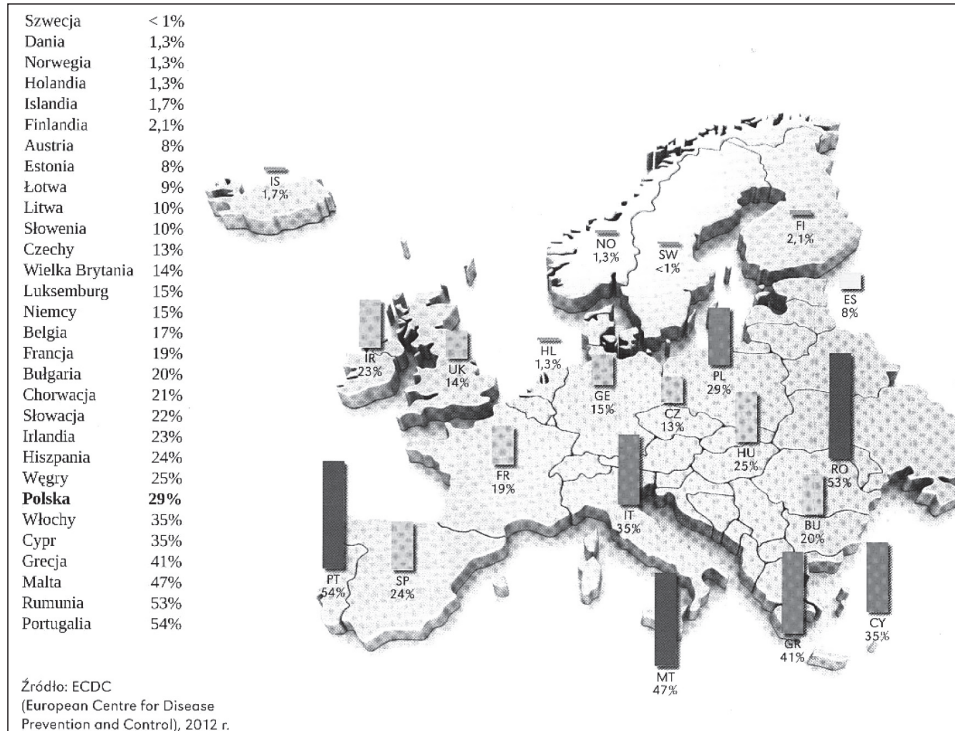 Szwecja < 1%
Dania 1,3%
Norwegia 1,3%
Holandia 1,3%
Islandia 1,7%
Finlandia 2,1%
Austria 8%
Estonia 8%
Łotwa 9%
Litwa 10%
Słowenia 10%
Czechy 13%
Wielka Brytania 14%
Luksemburg 15%
Niemcy 15%
Belgia 17%
Francja 19%
Bułgaria 20%
Chorwacja 21%
Słowacja 22%
Irlandia 23%
Hiszpania 24%
Węgry 25%
Polska 29%
Włochy 35%
Cypr 35%
Grecja 41%
Malta 47%
Rumunia 53%
Portugalia 54%
Źródło: ECDC
(European Centre for Disease
Prevention and Control), 2012 r.
IS
1,7%
NO
1,3%
SW
<1%
FI
2,1%
ES
8%
IR
23%
UK
14%
HL
1,3%
GE
15%
PL
29%
CZ
13%
HU
25%
RO
53%
FR
19%
IT
35%
BU
20%
PT
54%
SP
24%
MT
47%
GR
41%
CY
35%